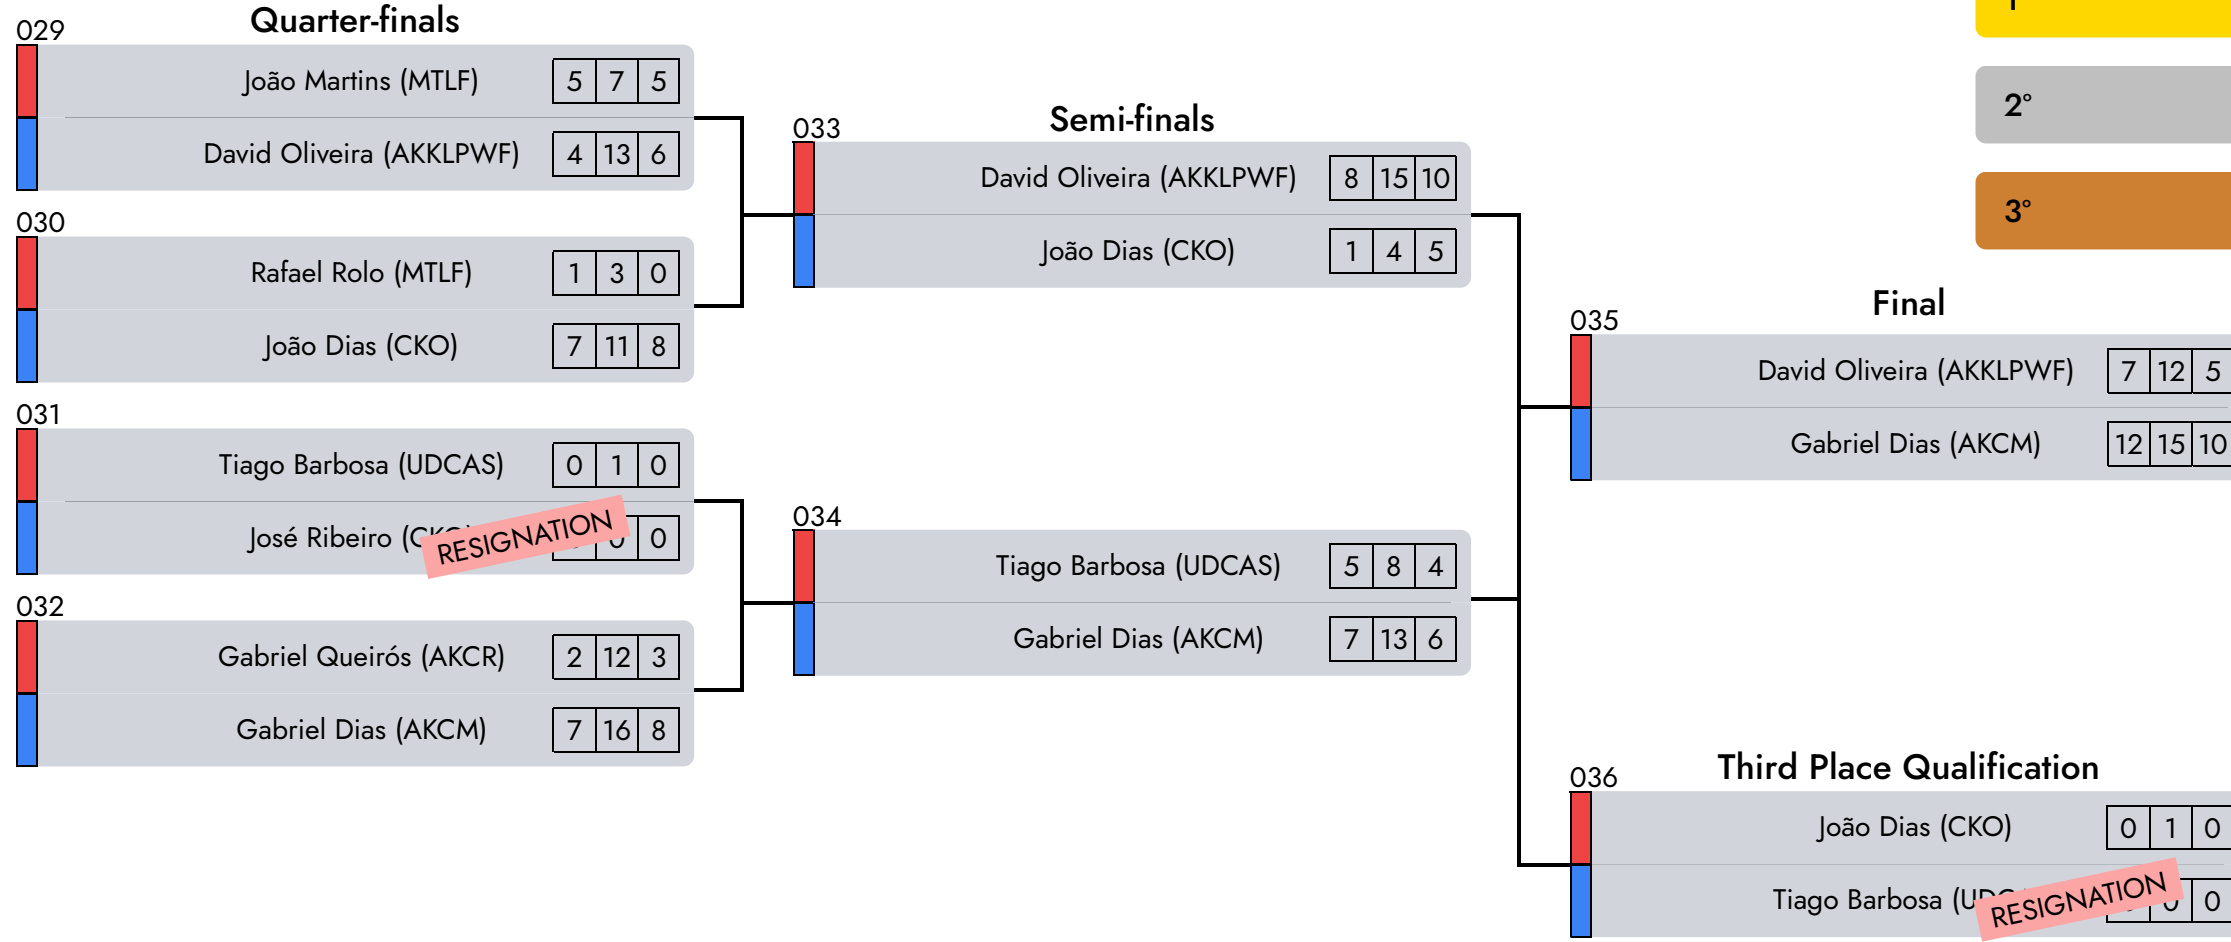 Quarter-finals
029
João Martins (MTLF) 5 7 5
David Oliveira (AKKLPWF) 4 13 6
030
Rafael Rolo (MTLF) 1 3 0
João Dias (CKO) 7 11 8
031
Tiago Barbosa (UDCAS) 0 1 0
José Ribeiro 0
RESIGNATION
032
Gabriel Queirós (AKCR) 2 12 3
Gabriel Dias (AKCM) 7 16 8
Semi-finals
033
David Oliveira (AKKLPWF) 8 15 10
João Dias (CKO) 1 4 5
034
Tiago Barbosa (UDCAS) 5 8 4
Gabriel Dias (AKCM) 7 13 6
2°
3°
Final
035
David Oliveira (AKKLPWF) 7 12 5
Gabriel Dias (AKCM) 12 15 10
Third Place Qualification
036
João Dias (CKO) 0 1 0
Tiago Barbosa 0
RESIGNATION